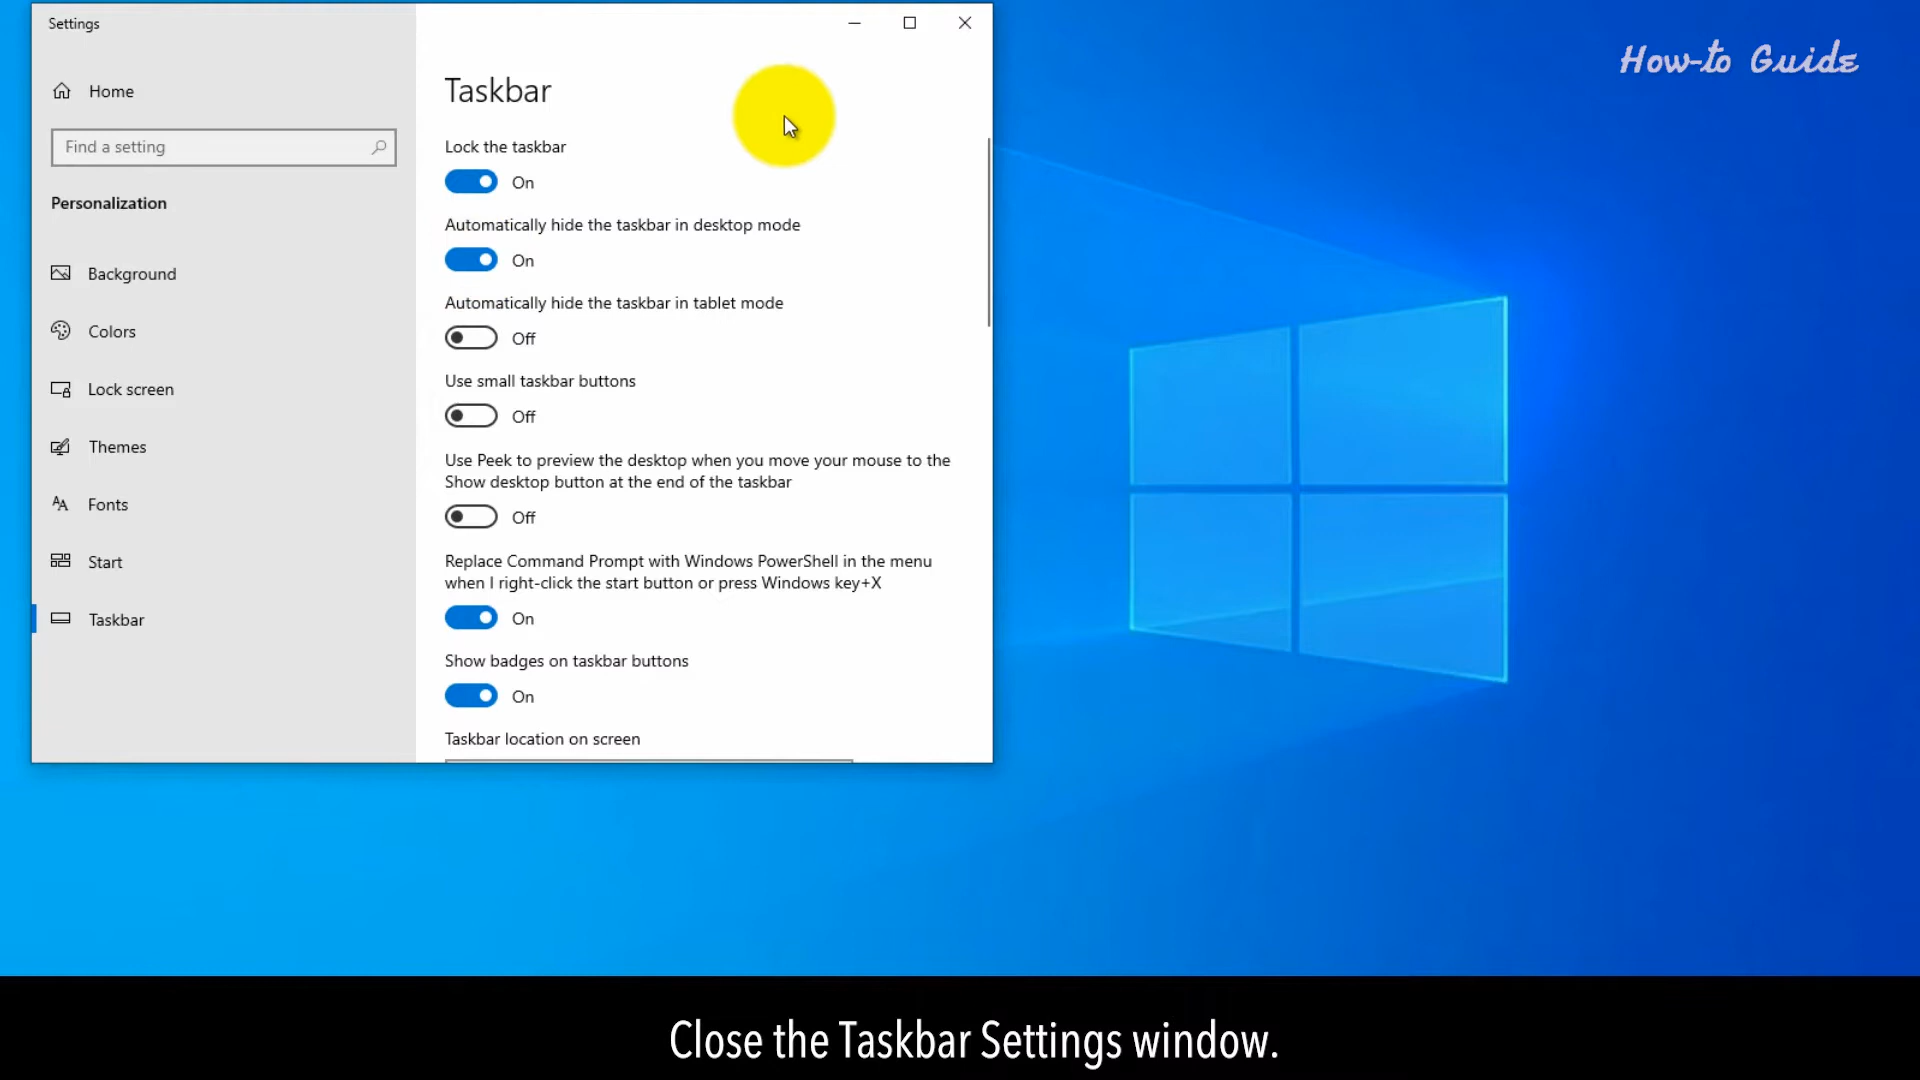 Settings
How-to Guide
Home
Find a setting
Personalization
Background
Colors
Lock screen
Themes
Fonts
Start
Taskbar
Taskbar
Lock the taskbar
On
Automatically hide the taskbar in desktop mode
On
Automatically hide the taskbar in tablet mode
Off
Use small taskbar buttons
Off
Use Peek to preview the desktop when you move your mouse to the
Show desktop button at the end of the taskbar
Off
Replace Command Prompt with Windows PowerShell in the menu
when I right-click the start button or press Windows key+X
On
Show badges on taskbar buttons
On
Taskbar location on screen
Close the Taskbar Settings window.